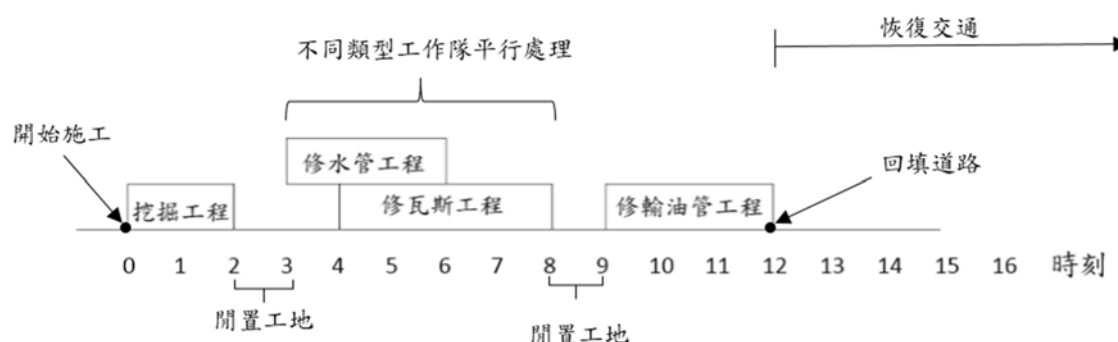 恢復交通
不同類型工作隊平行處理
開始施工
修水管工程
回填道路
挖掘工程
修瓦斯工程
修輸油管工程
0 1 2 3 4 5 6 7 8 9 10 11 12 13 14 15 16 時刻
閒置工地
閒置工地